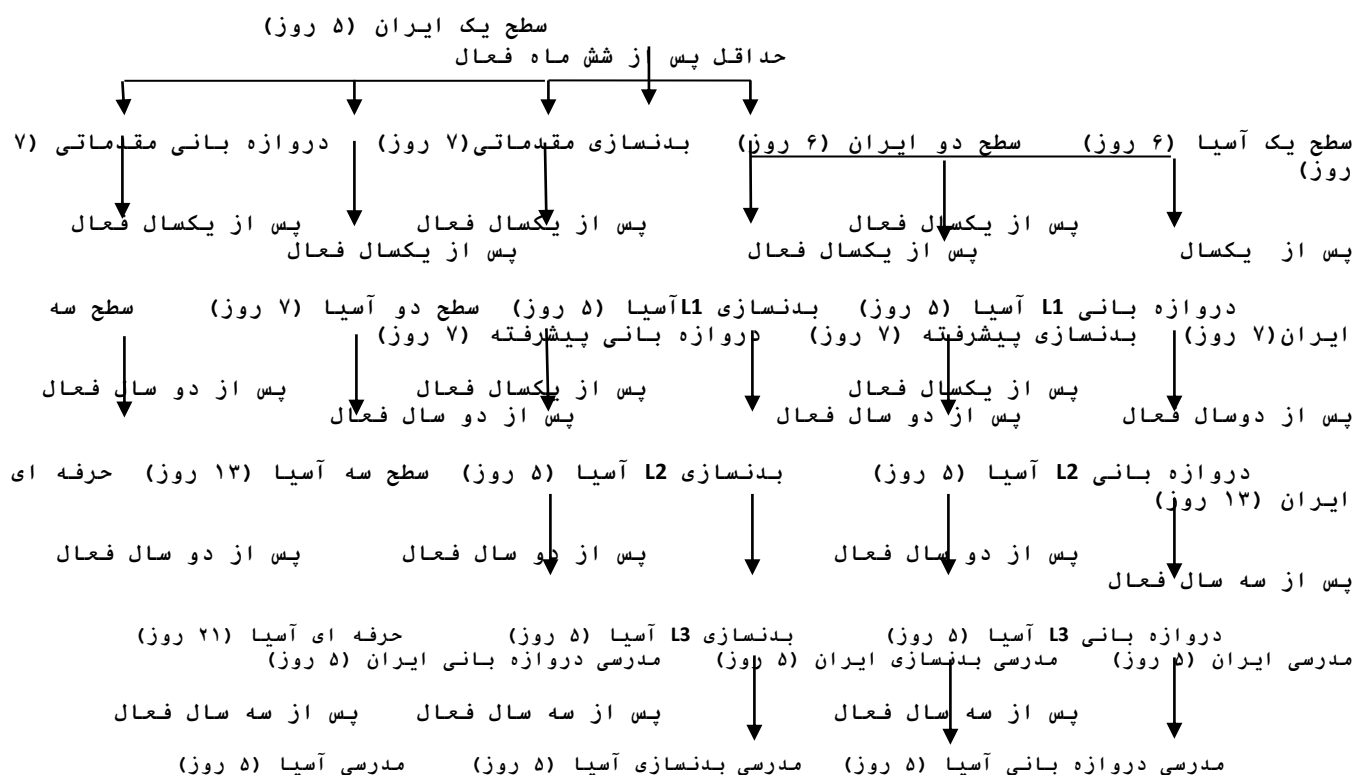 سطح یک ایران (۵ روز)
حداقل پس از شش ماه فعال
سطح یک آسیا (۶ روز) سطح دو ایران (۶ روز) بدنسازی مقدماتی(۷ روز) دروازه بانی مقدماتی (۷
روز)
پس از یکسال فعال پس از یکسال فعال پس از یکسال فعال
پس از یکسال پس از یکسال فعال پس از یکسال فعال
دروازه بانی L1 آسیا (۵ روز) بدنسازی L1آسیا (۵ روز) سطح دو آسیا (۷ روز) سطح سه
ایران(۷ روز) بدنسازی پیشرفته (۷ روز) دروازه بانی پیشرفته (۷ روز)
پس از یکسال فعال پس از یکسال فعال پس از دو سال فعال
پس از دوسال فعال پس از دو سال فعال پس از دو سال فعال
دروازه بانی L2 آسیا (۵ روز) بدنسازی L2 آسیا (۵ روز) سطح سه آسیا (۱۳ روز) حرفه ای
ایران (۱۳ روز)
پس از دو سال فعال پس از دو سال فعال پس از دو سال فعال
پس از سه سال فعال
دروازه بانی L3 آسیا (۵ روز) بدنسازی L3 آسیا (۵ روز) حرفه ای آسیا (۲۱ روز)
مدرسی ایران (۵ روز) مدرسی بدنسازی ایران (۵ روز) مدرسی دروازه بانی ایران (۵ روز)
پس از سه سال فعال پس از سه سال فعال پس از سه سال فعال
مدرسی دروازه بانی آسیا (۵ روز) مدرسی بدنسازی آسیا (۵ روز) مدرسی آسیا (۵ روز)